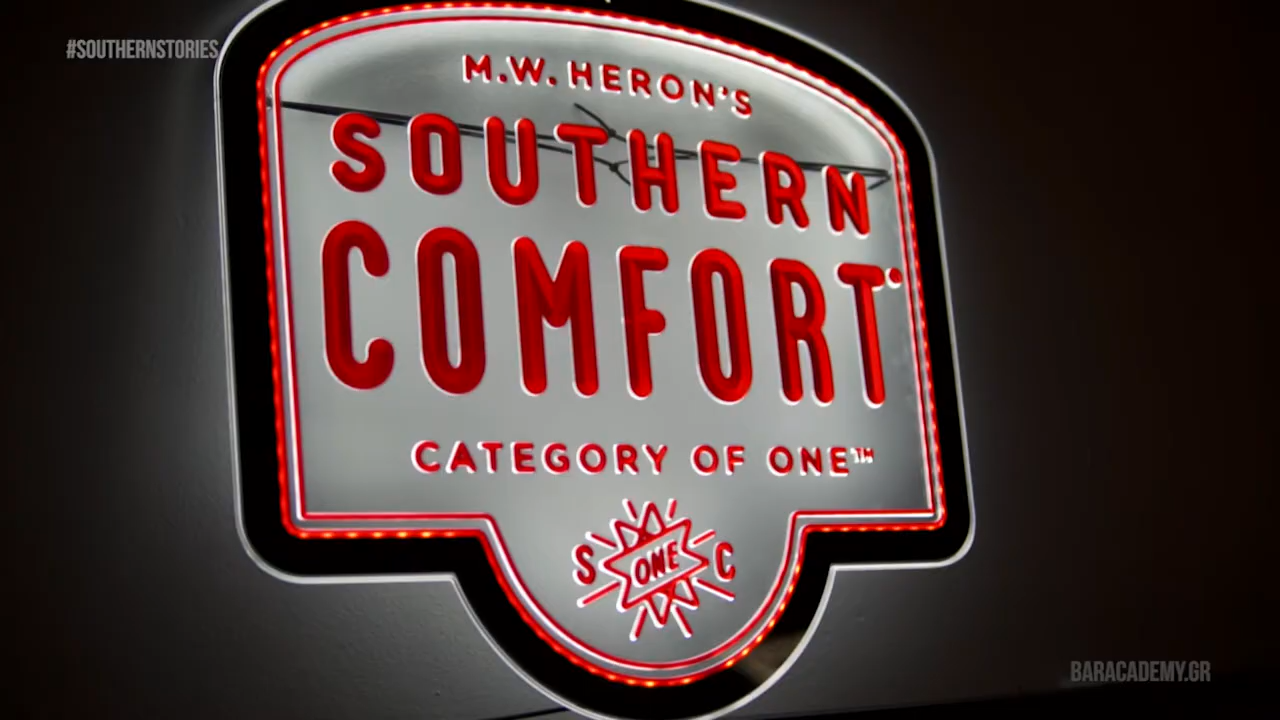 #SOUTHERNSTORIES
M.W. HERON'S
SOUTHERN
COMFORT
CATEGORY OF ONE™
S ONE C
BARACADEMY.GR